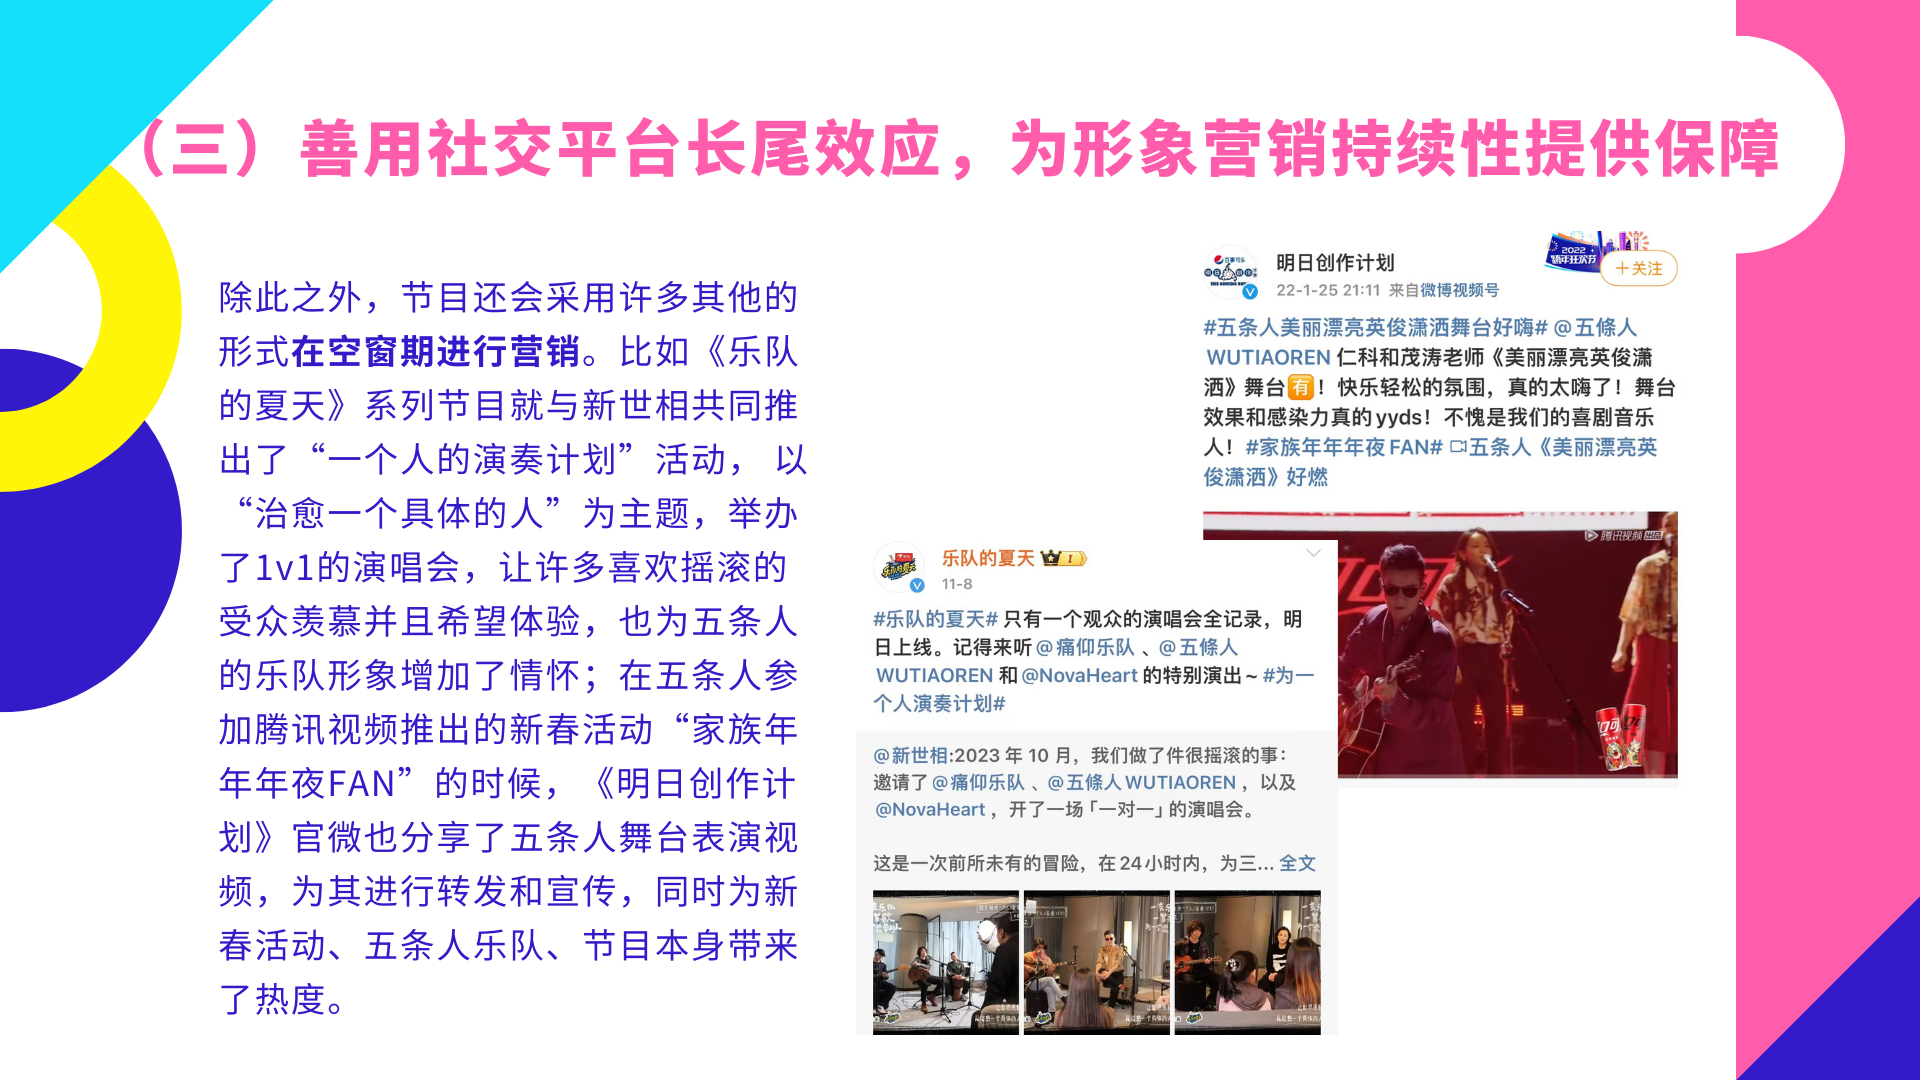 （三）善用社交平台长尾效应，为形象营销持续性提供保障
除此之外，节目还会采用许多其他的
形式在空窗期进行营销。比如《乐队
的夏天》系列节目就与新世相共同推
出了“一个人的演奏计划”活动， 以
“治愈一个具体的人”为主题，举办
了1v1的演唱会，让许多喜欢摇滚的
受众羡慕并且希望体验，也为五条人
的乐队形象增加了情怀；在五条人参
加腾讯视频推出的新春活动“家族年
年年夜FAN”的时候，《明日创作计
划》官微也分享了五条人舞台表演视
频，为其进行转发和宣传，同时为新
春活动、五条人乐队、节目本身带来
了热度。
明日创作计划
22-1-25 21:11 来自微博视频号
2022
跨年狂欢节
+关注
#五条人美丽漂亮英俊潇洒舞台好嗨# @五條人
WUTIAOREN 仁科和茂涛老师《美丽漂亮英俊潇
洒》舞台有！快乐轻松的氛围，真的太嗨了！舞台
效果和感染力真的yyds！不愧是我们的喜剧音乐
人！#家族年年年夜FAN# 五条人《美丽漂亮英
俊潇洒》好燃
腾讯视频 出品
乐队的夏天
11-8
#乐队的夏天# 只有一个观众的演唱会全记录，明
日上线。记得来听@痛仰乐队 、@五條人
WUTIAOREN 和@NovaHeart 的特别演出~ #为一
个人演奏计划#
@新世相:2023 年 10 月，我们做了件很摇滚的事：
邀请了@痛仰乐队 、@五條人WUTIAOREN ，以及
@NovaHeart ，开了一场「一对一」的演唱会。
这是一次前所未有的冒险，在24小时内，为三... 全文